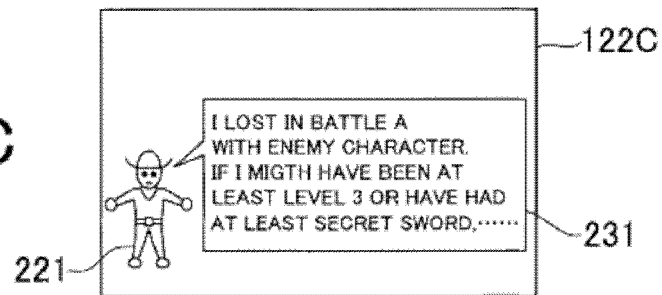 C
122C
I LOST IN BATTLE A
WITH ENEMY CHARACTER.
IF I MIGTH HAVE BEEN AT
LEAST LEVEL 3 OR HAVE HAD
AT LEAST SECRET SWORD,······
231
221